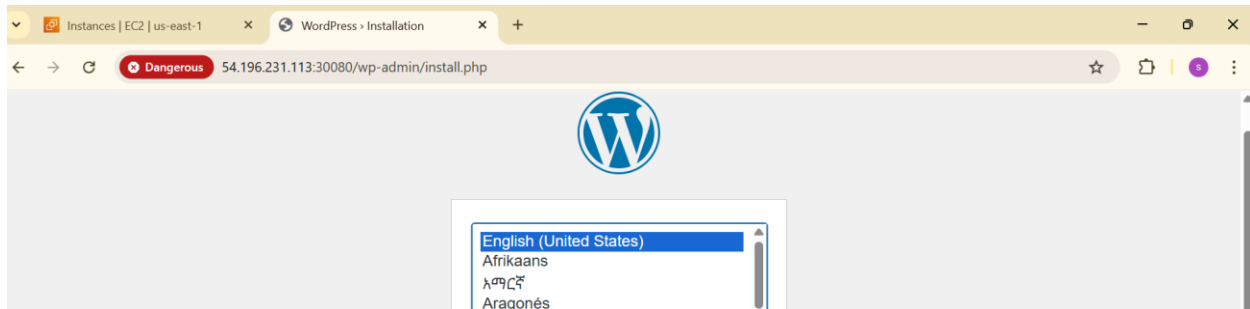 Instances | EC2 | us-east-1
WordPress › Installation
Dangerous 54.196.231.113:30080/wp-admin/install.php
S
English (United States)
Afrikaans
አማርኛ
Aragonés